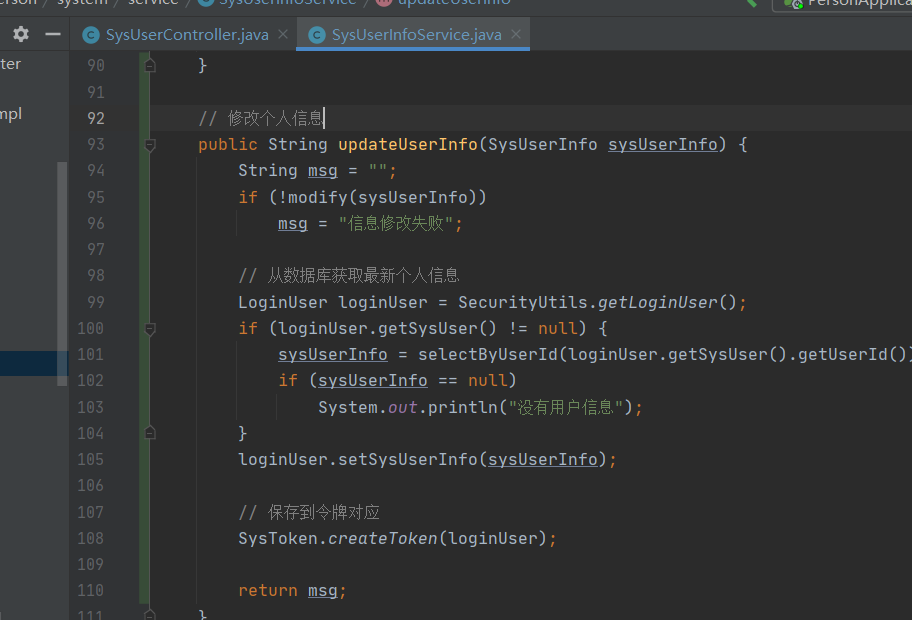 system / service / SysUserInfoService / updateUserInfo
SysUserController.java SysUserInfoService.java
90 }
91
92 // 修改个人信息
93 public String updateUserInfo(SysUserInfo sysUserInfo) {
94 String msg = "";
95 if (!modify(sysUserInfo))
96 msg = "信息修改失败";
97
98 // 从数据库获取最新个人信息
99 LoginUser loginUser = SecurityUtils.getLoginUser();
100 if (loginUser.getSysUser() != null) {
101 sysUserInfo = selectByUserId(loginUser.getSysUser().getUserId())
102 if (sysUserInfo == null)
103 System.out.println("没有用户信息");
104 }
105 loginUser.setSysUserInfo(sysUserInfo);
106
107 // 保存到令牌对应
108 SysToken.createToken(loginUser);
109
110 return msg;
111 }